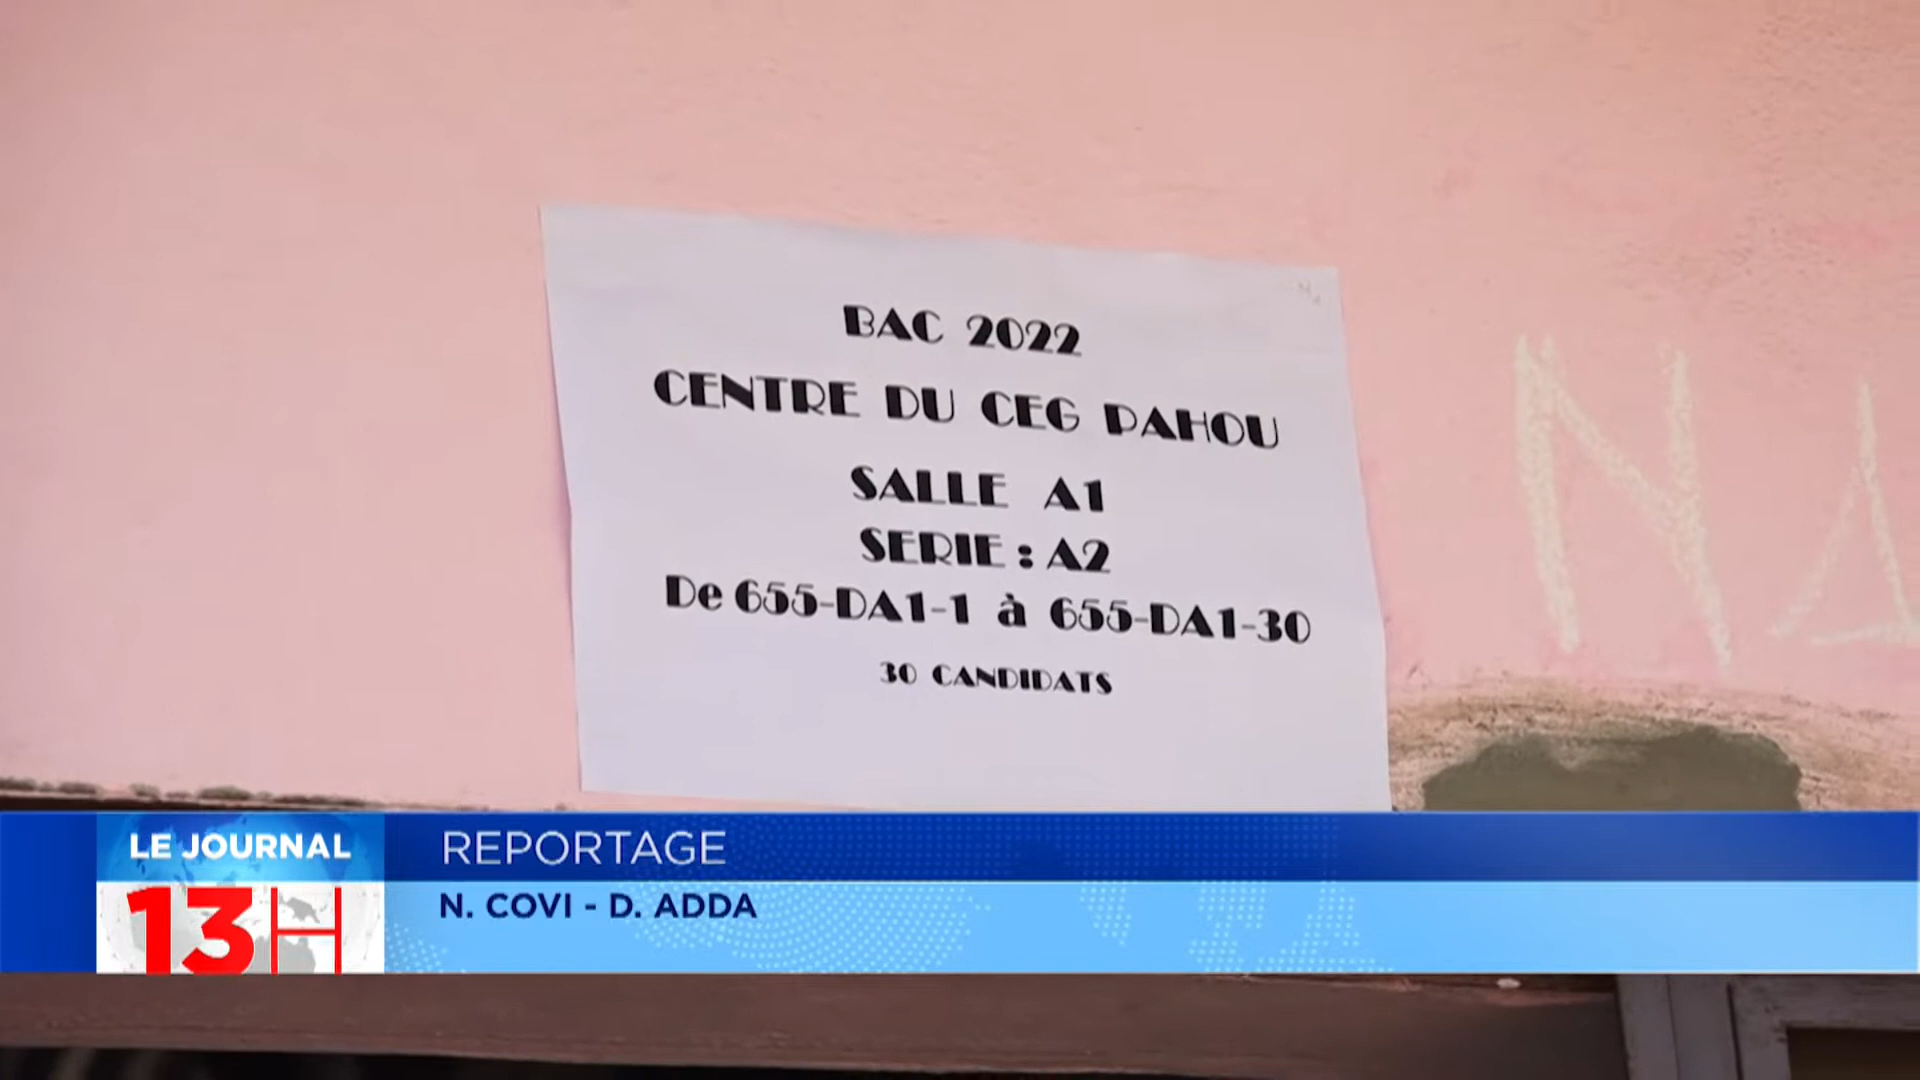 BAC 2022
CENTRE DU CEG PAHOU
SALLE A1
SERIE : A2
De 655-DA1-1 à 655-DA1-30
30 CANDIDATS
LE JOURNAL
13H
REPORTAGE
N. COVI - D. ADDA